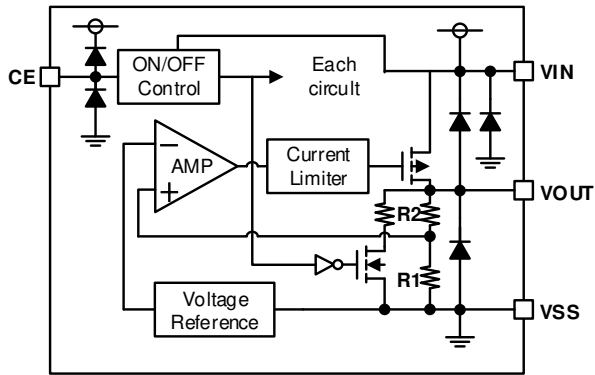 CE
ON/OFF
Control
Each
circuit
VIN
−
AMP
+
Current
Limiter
VOUT
R2
R1
Voltage
Reference
VSS